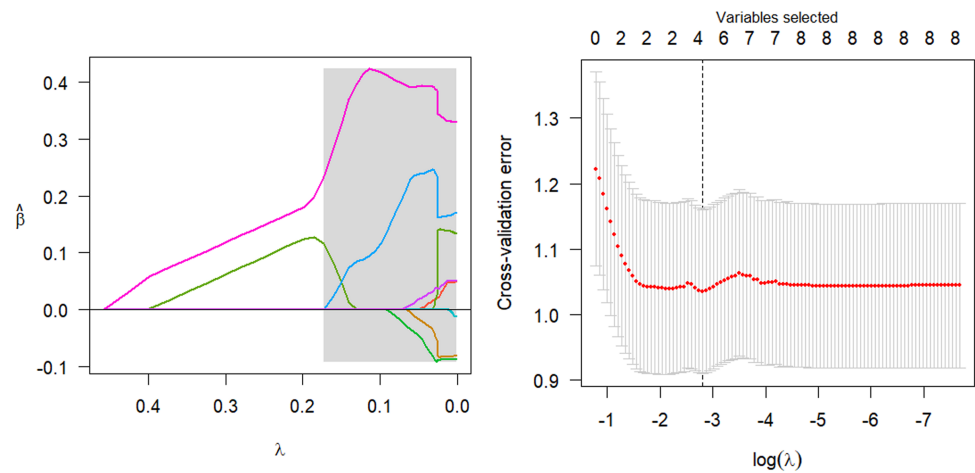 0.4
0.3
0.2
0.1
0.0
-0.1
β̂
0.4 0.3 0.2 0.1 0.0
λ
Variables selected
0 2 2 2 4 6 7 7 8 8 8 8 8 8 8
1.3
1.2
1.1
1.0
0.9
Cross-validation error
-1 -2 -3 -4 -5 -6 -7
log(λ)